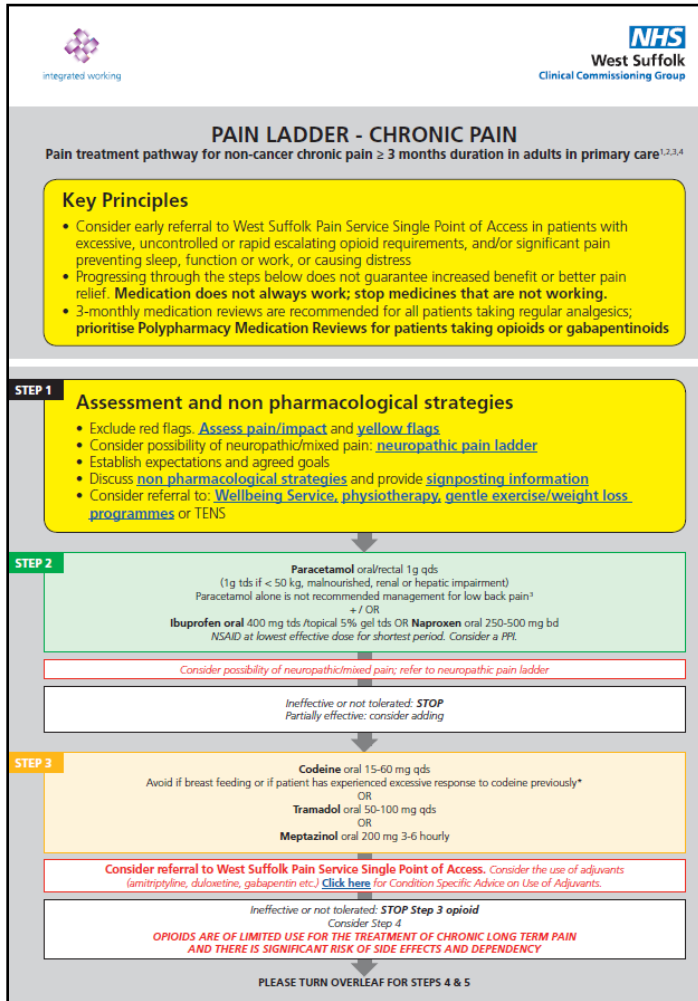 integrated working
NHS
West Suffolk
Clinical Commissioning Group
PAIN LADDER - CHRONIC PAIN
Pain treatment pathway for non-cancer chronic pain ≥ 3 months duration in adults in primary care1,2,3,4
Key Principles
• Consider early referral to West Suffolk Pain Service Single Point of Access in patients with
excessive, uncontrolled or rapid escalating opioid requirements, and/or significant pain
preventing sleep, function or work, or causing distress
• Progressing through the steps below does not guarantee increased benefit or better pain
relief. Medication does not always work; stop medicines that are not working.
• 3-monthly medication reviews are recommended for all patients taking regular analgesics;
prioritise Polypharmacy Medication Reviews for patients taking opioids or gabapentinoids
STEP 1
Assessment and non pharmacological strategies
• Exclude red flags. Assess pain/impact and yellow flags
• Consider possibility of neuropathic/mixed pain: neuropathic pain ladder
• Establish expectations and agreed goals
• Discuss non pharmacological strategies and provide signposting information
• Consider referral to: Wellbeing Service, physiotherapy, gentle exercise/weight loss
programmes or TENS
STEP 2
Paracetamol oral/rectal 1g qds
(1g tds if < 50 kg, malnourished, renal or hepatic impairment)
Paracetamol alone is not recommended management for low back pain³
+ / OR
Ibuprofen oral 400 mg tds /topical 5% gel tds OR Naproxen oral 250-500 mg bd
NSAID at lowest effective dose for shortest period. Consider a PPI.
Consider possibility of neuropathic/mixed pain; refer to neuropathic pain ladder
Ineffective or not tolerated: STOP
Partially effective: consider adding
STEP 3
Codeine oral 15-60 mg qds
Avoid if breast feeding or if patient has experienced excessive response to codeine previously*
OR
Tramadol oral 50-100 mg qds
OR
Meptazinol oral 200 mg 3-6 hourly
Consider referral to West Suffolk Pain Service Single Point of Access. Consider the use of adjuvants
(amitriptyline, duloxetine, gabapentin etc.) Click here for Condition Specific Advice on Use of Adjuvants.
Ineffective or not tolerated: STOP Step 3 opioid
Consider Step 4
OPIOIDS ARE OF LIMITED USE FOR THE TREATMENT OF CHRONIC LONG TERM PAIN
AND THERE IS SIGNIFICANT RISK OF SIDE EFFECTS AND DEPENDENCY
PLEASE TURN OVERLEAF FOR STEPS 4 & 5